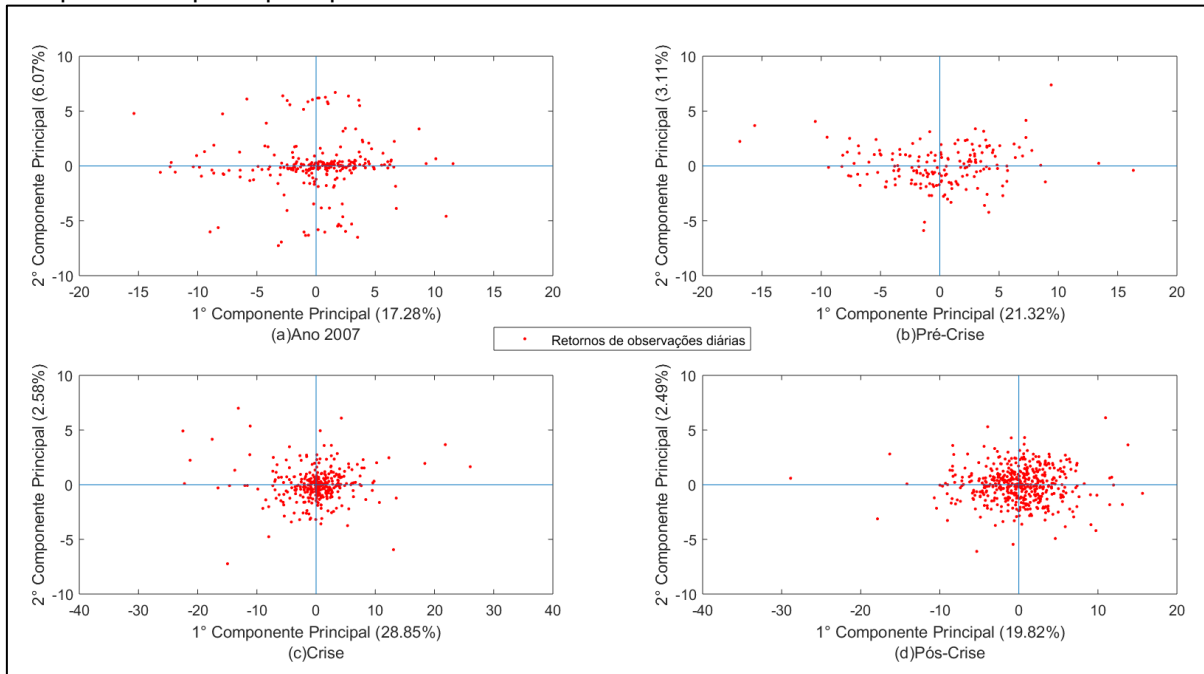 2° Componente Principal (6.07%)
10
5
0
-5
-10
-20 -15 -10 -5 0 5 10 15 20
1° Componente Principal (17.28%)
(a)Ano 2007
2° Componente Principal (3.11%)
10
5
0
-5
-10
-20 -15 -10 -5 0 5 10 15 20
1° Componente Principal (21.32%)
(b)Pré-Crise
Retornos de observações diárias
2° Componente Principal (2.58%)
10
5
0
-5
-10
-40 -30 -20 -10 0 10 20 30 40
1° Componente Principal (28.85%)
(c)Crise
2° Componente Principal (2.49%)
10
5
0
-5
-10
-40 -30 -20 -10 0 10 20
1° Componente Principal (19.82%)
(d)Pós-Crise